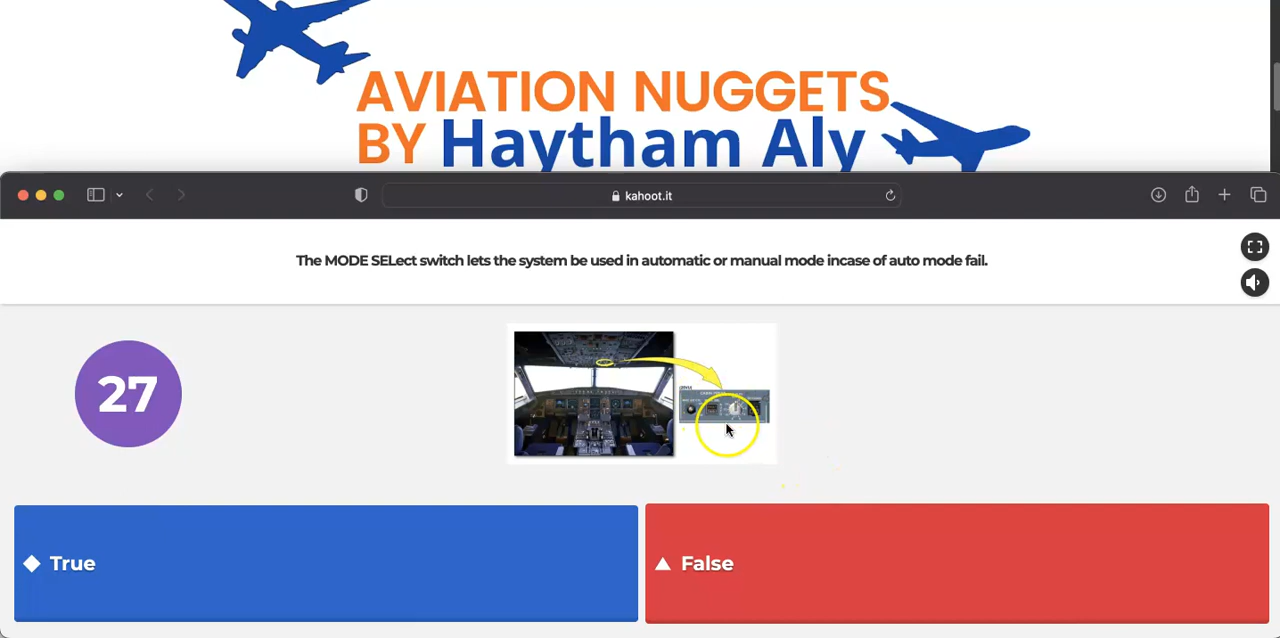 AVIATION NUGGETS
BY Haytham Aly
kahoot.it
The MODE SELect switch lets the system be used in automatic or manual mode incase of auto mode fail.
27
True
False